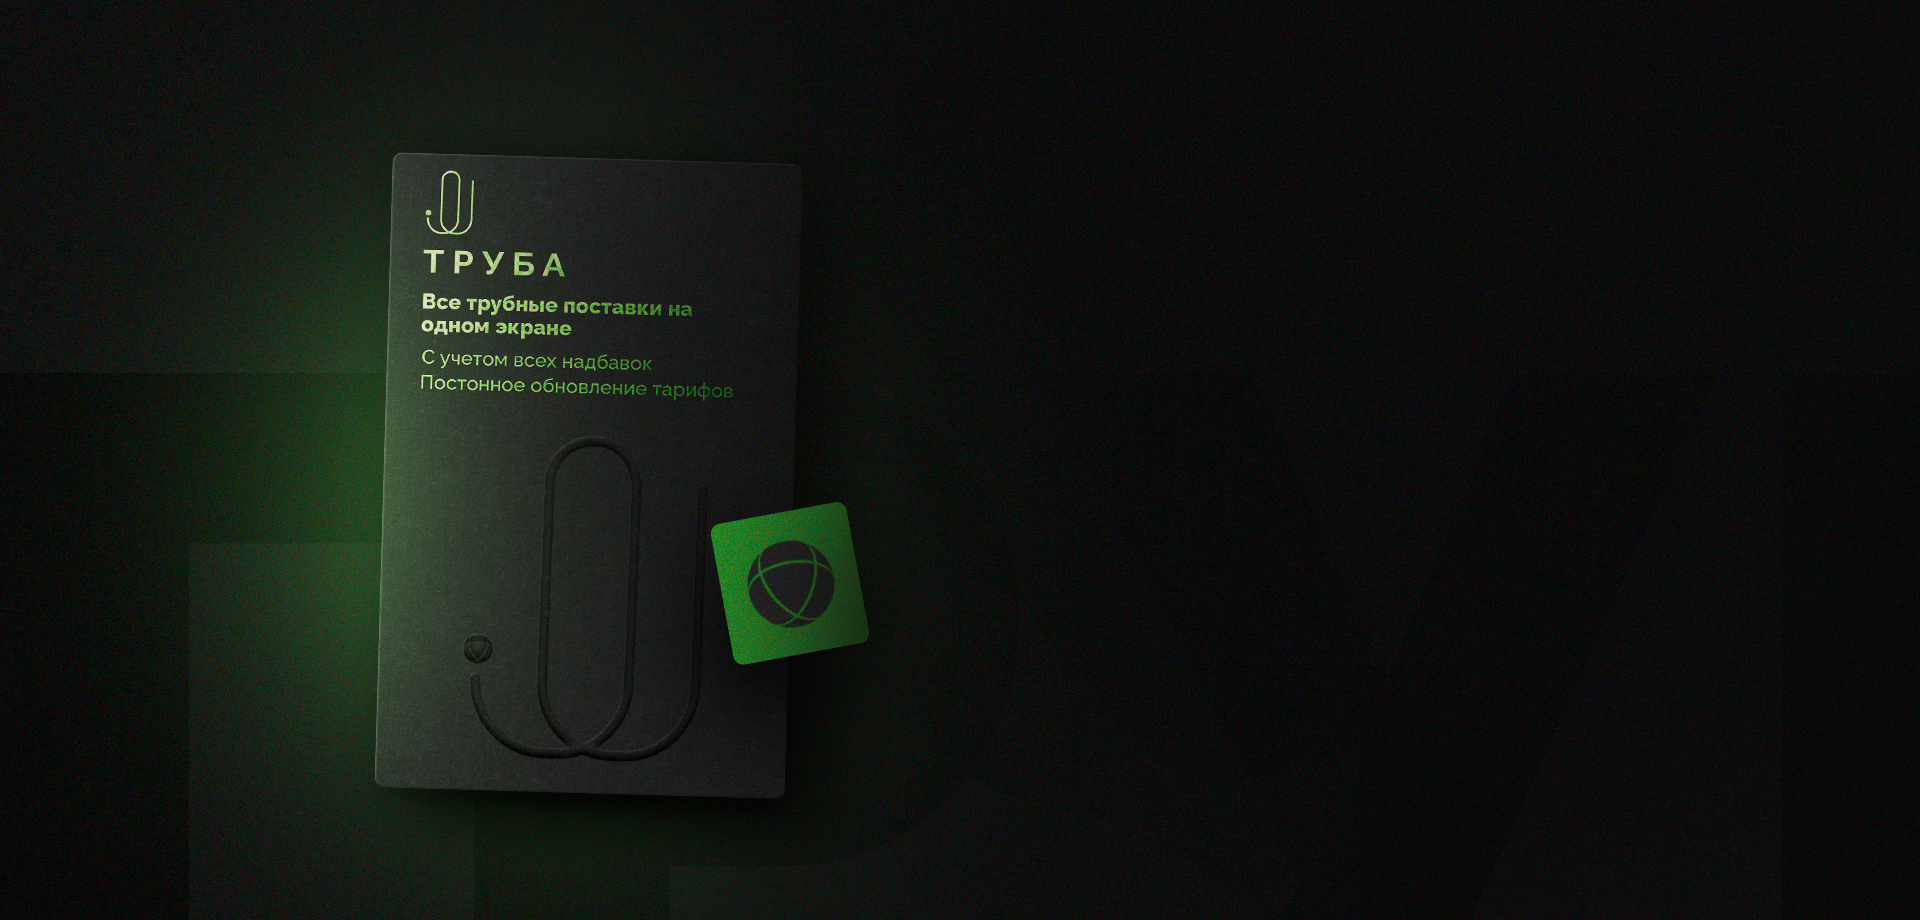 ТРУБА
Все трубные поставки на
одном экране
С учетом всех надбавок
Постонное обновление тарифов